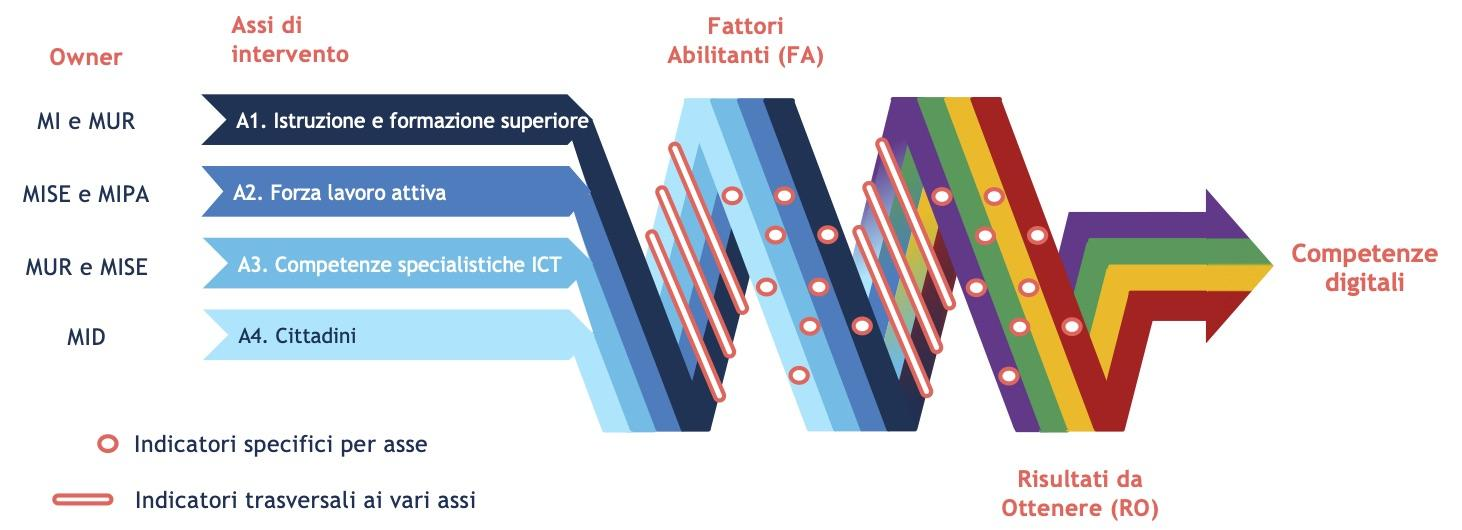 Owner
Assi di
intervento
Fattori
Abilitanti (FA)
MI e MUR
A1. Istruzione e formazione superiore
MISE e MIPA
A2. Forza lavoro attiva
MUR e MISE
A3. Competenze specialistiche ICT
MID
A4. Cittadini
Competenze
digitali
Indicatori specifici per asse
Indicatori trasversali ai vari assi
Risultati da
Ottenere (RO)